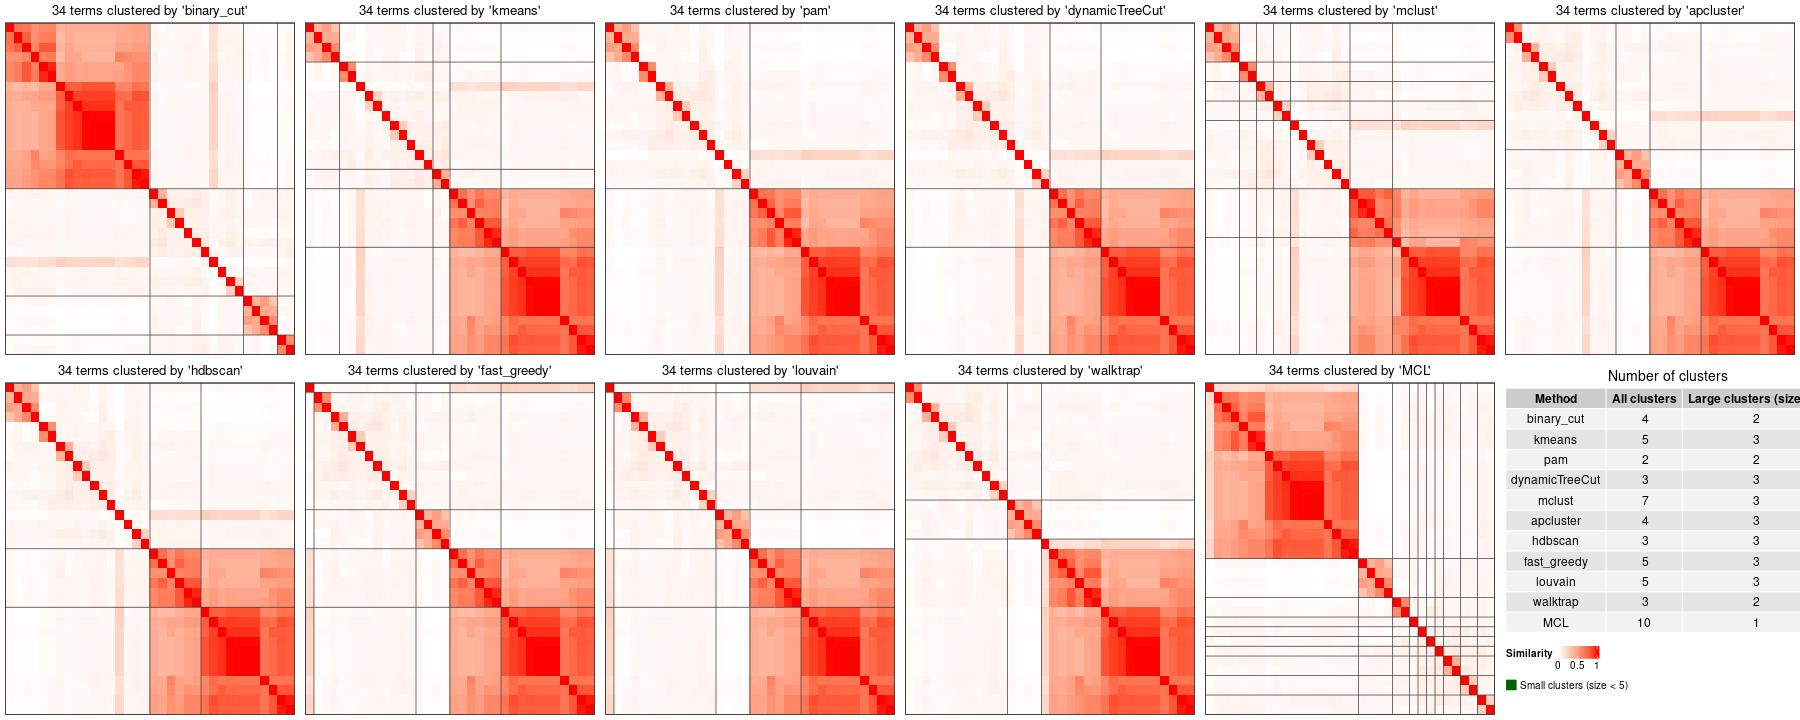 34 terms clustered by 'binary_cut'
34 terms clustered by 'kmeans'
34 terms clustered by 'pam'
34 terms clustered by 'dynamicTreeCut'
34 terms clustered by 'mclust'
34 terms clustered by 'apcluster'
34 terms clustered by 'hdbscan'
34 terms clustered by 'fast_greedy'
34 terms clustered by 'louvain'
34 terms clustered by 'walktrap'
34 terms clustered by 'MCL'
Number of clusters
Method All clusters Large clusters (size
binary_cut 4 2
kmeans 5 3
pam 2 2
dynamicTreeCut 3 3
mclust 7 3
apcluster 4 3
hdbscan 3 3
fast_greedy 5 3
louvain 5 3
walktrap 3 2
MCL 10 1
Similarity
0 0.5 1
Small clusters (size < 5)